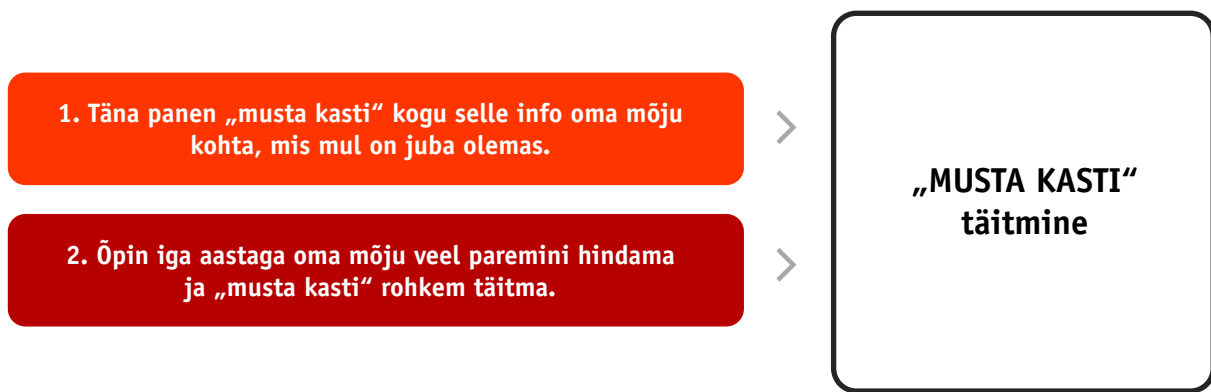 1. Täna panen „musta kasti“ kogu selle info oma mõju
kohta, mis mul on juba olemas.
2. Õpin iga aastaga oma mõju veel paremini hindama
ja „musta kasti“ rohkem täitma.
„MUSTA KASTI“
täitmine